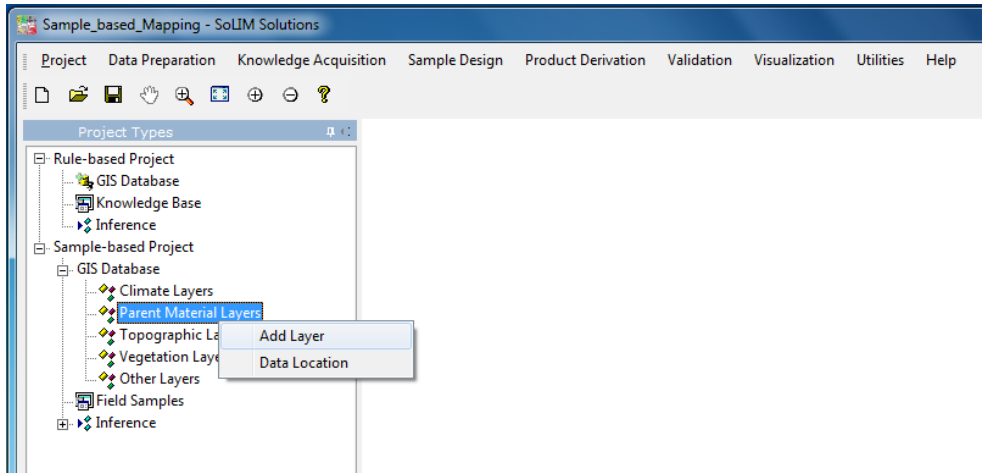 Sample_based_Mapping - SoLIM Solutions
Project Data Preparation Knowledge Acquisition Sample Design Product Derivation Validation Visualization Utilities Help
Project Types
Rule-based Project
GIS Database
Knowledge Base
Inference
Sample-based Project
GIS Database
Climate Layers
Parent Material Layers
Topographic La
Add Layer
Vegetation Laye
Data Location
Other Layers
Field Samples
Inference